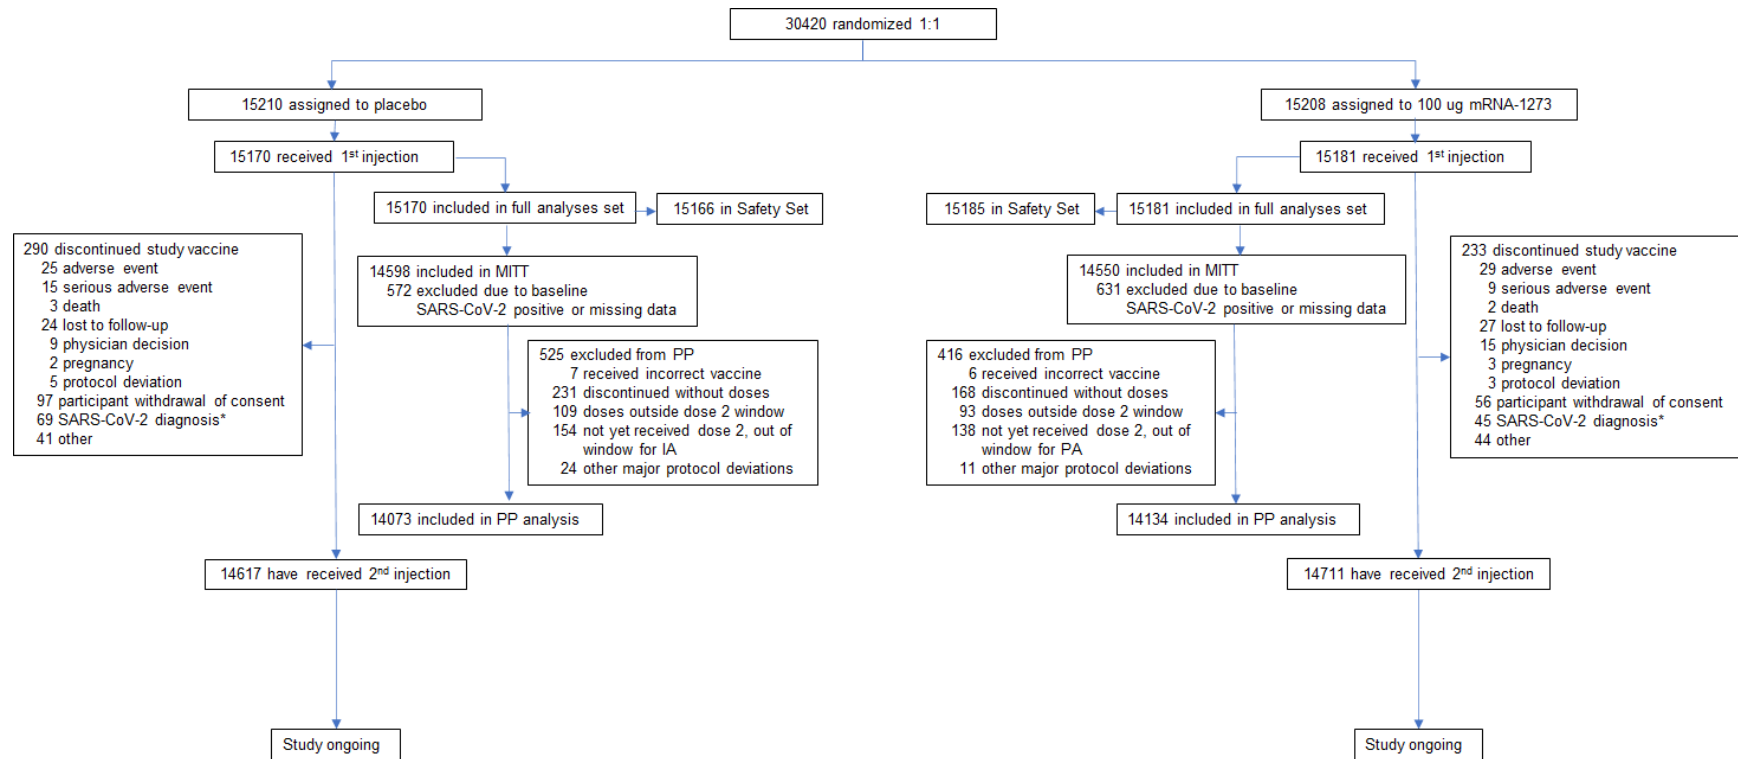 30420 randomized 1:1
15210 assigned to placebo
15170 received 1st injection
15170 included in full analyses set
15166 in Safety Set
290 discontinued study vaccine
25 adverse event
15 serious adverse event
3 death
24 lost to follow-up
9 physician decision
2 pregnancy
5 protocol deviation
97 participant withdrawal of consent
69 SARS-CoV-2 diagnosis*
41 other
14598 included in MITT
572 excluded due to baseline
SARS-CoV-2 positive or missing data
525 excluded from PP
7 received incorrect vaccine
231 discontinued without doses
109 doses outside dose 2 window
154 not yet received dose 2, out of
window for IA
24 other major protocol deviations
14073 included in PP analysis
14617 have received 2nd injection
Study ongoing
15208 assigned to 100 ug mRNA-1273
15181 received 1st injection
15185 in Safety Set
15181 included in full analyses set
14550 included in MITT
631 excluded due to baseline
SARS-CoV-2 positive or missing data
416 excluded from PP
6 received incorrect vaccine
168 discontinued without doses
93 doses outside dose 2 window
138 not yet received dose 2, out of
window for PA
11 other major protocol deviations
233 discontinued study vaccine
29 adverse event
9 serious adverse event
2 death
27 lost to follow-up
15 physician decision
3 pregnancy
3 protocol deviation
56 participant withdrawal of consent
45 SARS-CoV-2 diagnosis*
44 other
14134 included in PP analysis
14711 have received 2nd injection
Study ongoing